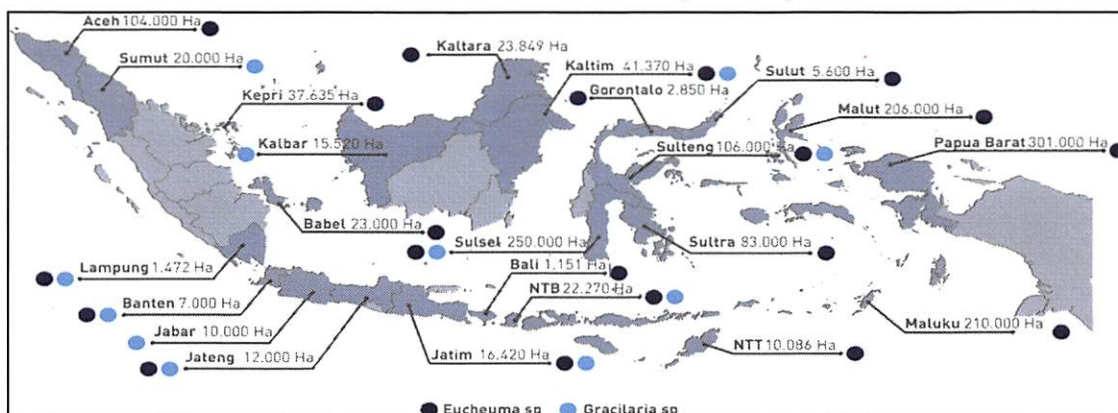 Aceh 104.000 Ha
Sumut 20.000 Ha
Kepri 37.635 Ha
Kalbar 15.520 Ha
Kaltara 23.849 Ha
Kaltim 41.370 Ha
Gorontalo 2.850 Ha
Sulut 5.600 Ha
Malut 206.000 Ha
Sulteng 106.000 Ha
Papua Barat 301.000 Ha
Babel 23.000 Ha
Sulsel 250.000 Ha
Sultra 83.000 Ha
Lampung 1.472 Ha
Bali 1.151 Ha
Banten 7.000 Ha
NTB 22.270 Ha
Jabar 10.000 Ha
Maluku 210.000 Ha
Jateng 12.000 Ha
Jatim 16.420 Ha
NTT 10.086 Ha
Eucheuma sp Gracilaria sp